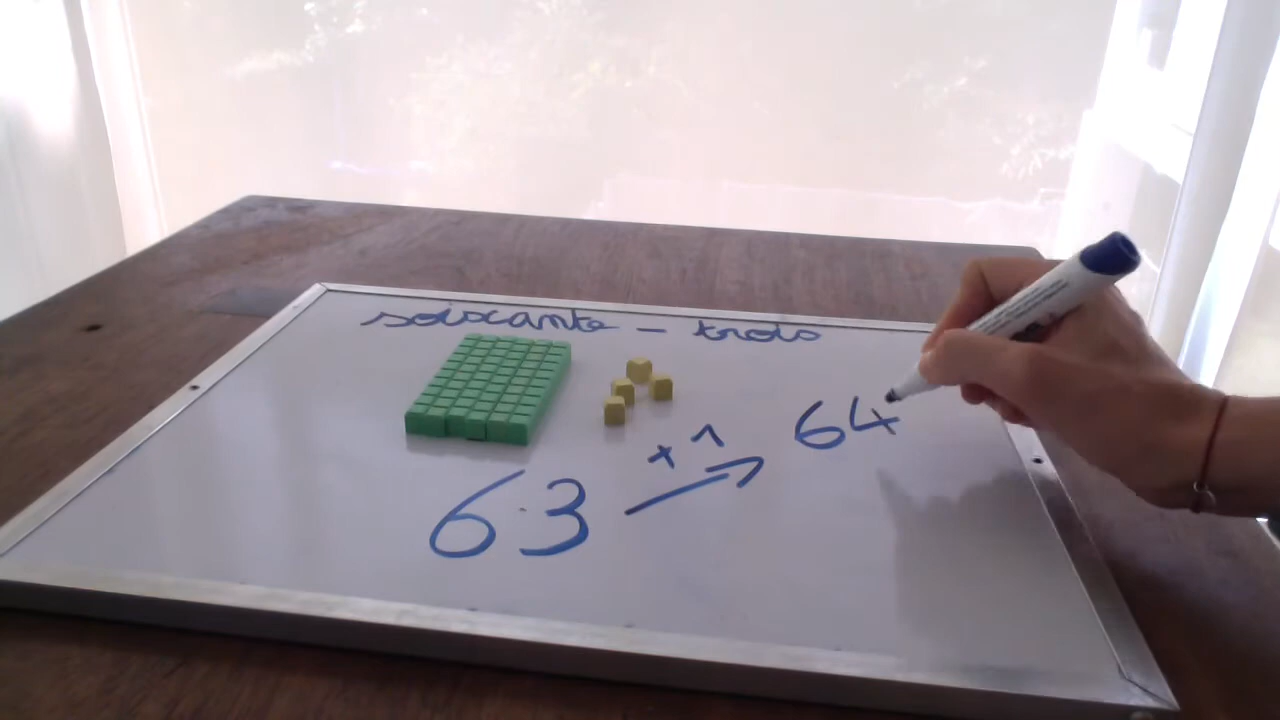 soixante - trois
+1
63 → 64